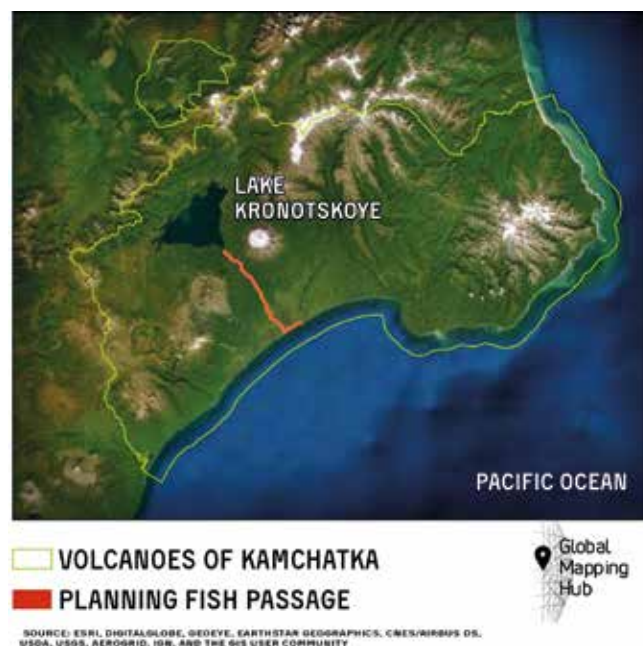 LAKE
KRONOTSKOYE
PACIFIC OCEAN
VOLCANOES OF KAMCHATKA
PLANNING FISH PASSAGE
Global
Mapping
Hub
SOURCE: ESRI, DIGITALGLOBE, GEOEYE, EARTHSTAR GEOGRAPHICS, CNES/AIRBUS DS,
USDA, USGS, AEROGRID, IGN, AND THE GIS USER COMMUNITY